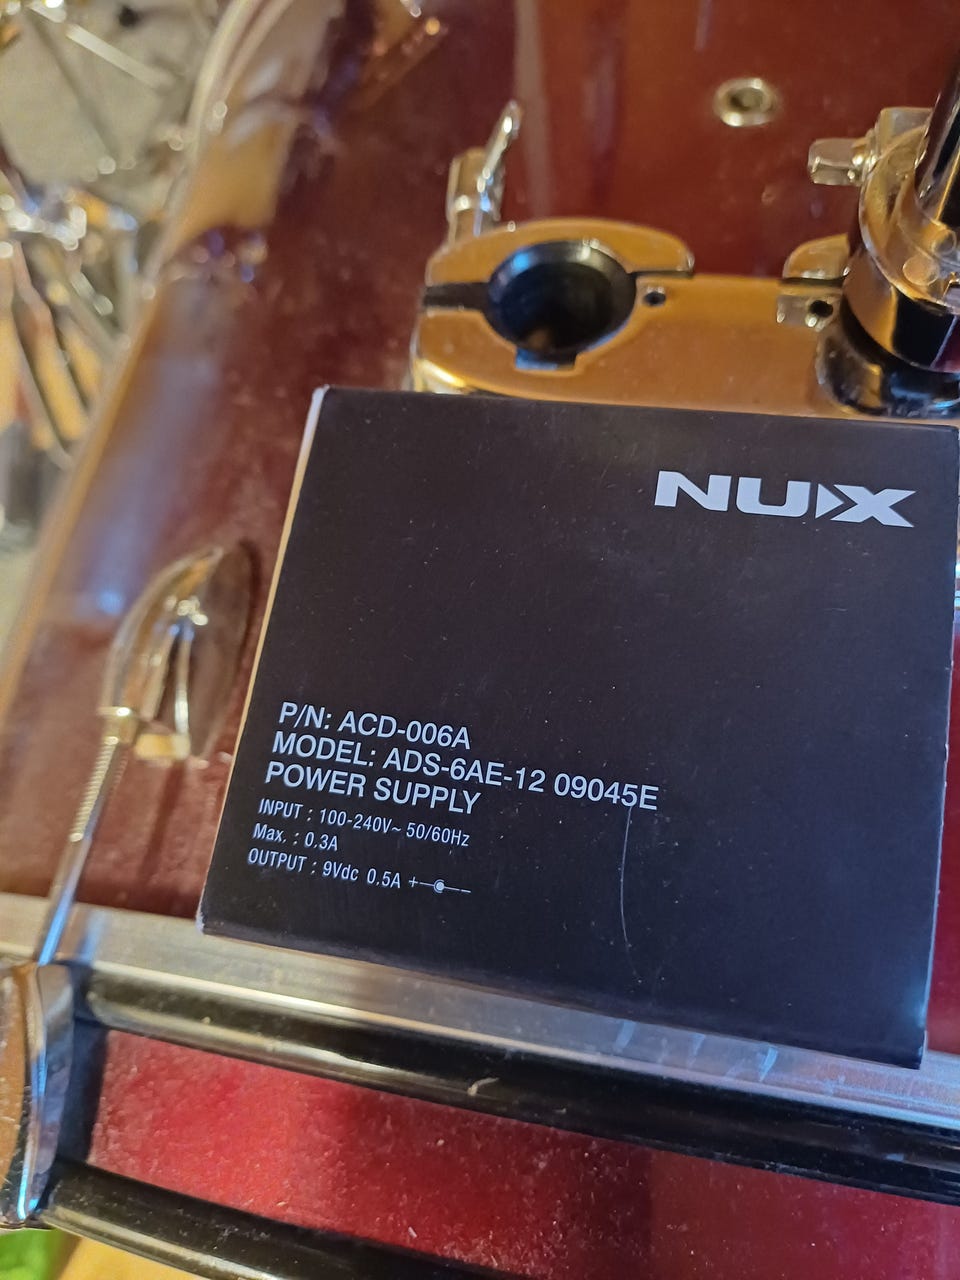 NUX
P/N: ACD-006A
MODEL: ADS-6AE-12 09045E
POWER SUPPLY
INPUT : 100-240V~ 50/60Hz
Max. : 0.3A
OUTPUT : 9Vdc 0.5A + -